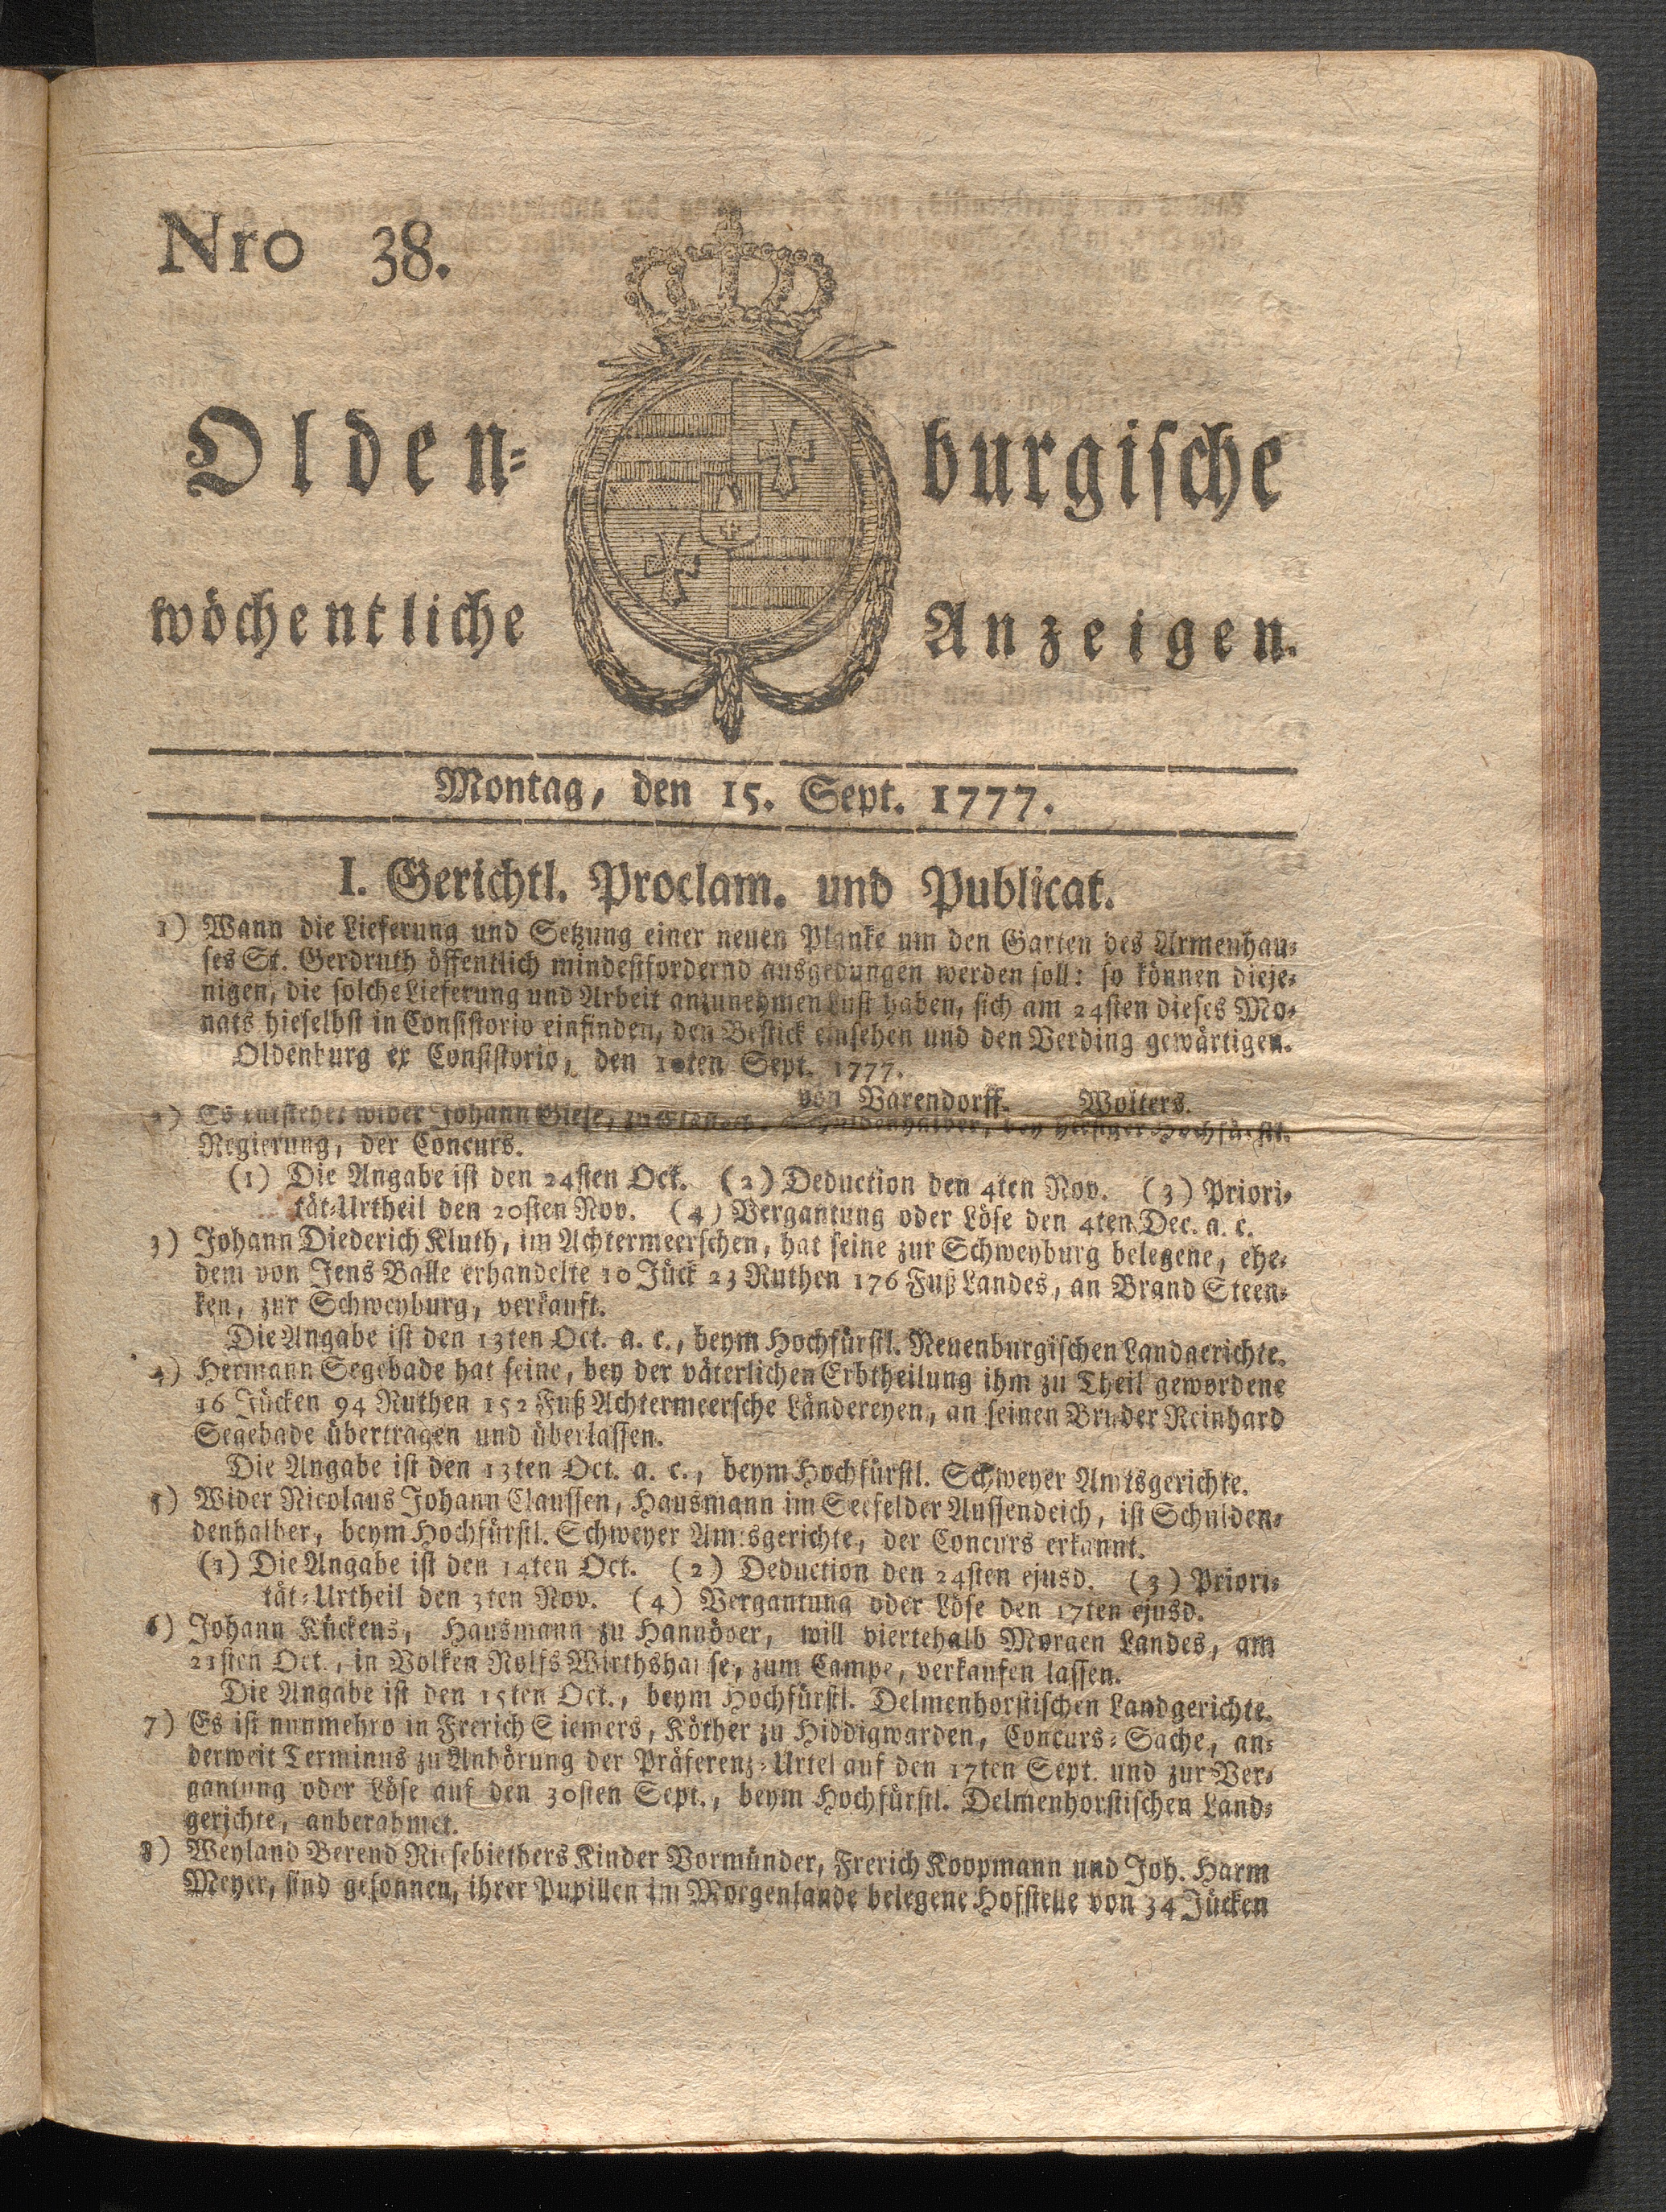 Nro 38.
Olden= burgische
wöchentliche Anzeigen.
Montag, den 15. Sept. 1777.
I. Gerichtl. Proclam. und Publicat.
1) Wann die Lieferung und Setzung einer neuen Planke um den Garten des Armenhau=
ses St. Gerdruth öffentlich mindestfordernd ausgedungen werden soll: so können dieje=
nigen, die solche Lieferung und Arbeit anzunehmen Lust haben, sich am 24sten dieses Mo=
nats hieselbst in Consistorio einfinden, den Bestick einsehen und den Verding gewärtigen.
Oldenburg ex Consistorio, den 10ten Sept. 1777.
von Varendorff. Wolters.
2) Es entstehet wider Johann Giese, zu Schuldenhalber, bey hiesiger Hochfürstl.
Regierung, der Concurs.
(1) Die Angabe ist den 24sten Oct. (2) Deduction den 4ten Nov. (3) Priori=
tät=Urtheil den 20sten Nov. (4) Vergantung oder Löse den 4ten Dec. a. c.
3) Johann Diederich Kluth, im Achtermeerschen, hat seine zur Schweyburg belegene, ehe=
dem von Jens Balle erhandelte 10 Jück 23 Ruthen 176 Fuß Landes, an Brand Steen=
ken, zur Schweyburg, verkauft.
Die Angabe ist den 13ten Oct. a. c., beym Hochfürstl. Neuenburgischen Landgerichte.
4) Hermann Segebade hat seine, bey der väterlichen Erbtheilung ihm zu Theil gewordene
16 Jücken 94 Ruthen 152 Fuß Achtermeersche Ländereyen, an seinen Bruder Reinhard
Segebade übertragen und überlassen.
Die Angabe ist den 13ten Oct. a. c., beym Hochfürstl. Schweyer Amtsgerichte.
5) Wider Nicolaus Johann Claussen, Hausmann im Seefelder Aussendeich, ist Schulden=
denhalber, beym Hochfürstl. Schweyer Amtsgerichte, der Concurs erkannt.
(1) Die Angabe ist den 14ten Oct. (2) Deduction den 24sten ejusd. (3) Priori=
tät=Urtheil den 3ten Nov. (4) Vergantung oder Löse den 17ten ejusd.
6) Johann Kückens, Hausmann zu Hannöver, will viertehalb Morgen Landes, am
21sten Oct., in Volken Rolfs Wirthshause, zum Campe, verkaufen lassen.
Die Angabe ist den 15ten Oct., beym Hochfürstl. Delmenhorstischen Landgerichte.
7) Es ist nunmehro in Frerich Siemers, Köther zu Hiddigwarden, Concurs=Sache, an=
derweit Terminus zu Anhörung der Präferenz=Urtel auf den 17ten Sept. und zur Ver=
gantung oder Löse auf den 30sten Sept., beym Hochfürstl. Delmenhorstischen Land=
gerichte, anberahmet.
8) Weyland Berend Riesebiethers Kinder Vormünder, Frerich Koopmann und Joh. Harm
Meyer, sind gesonnen, ihrer Pupillen im Morgenlande belegene Hofstelle von 34 Jücken